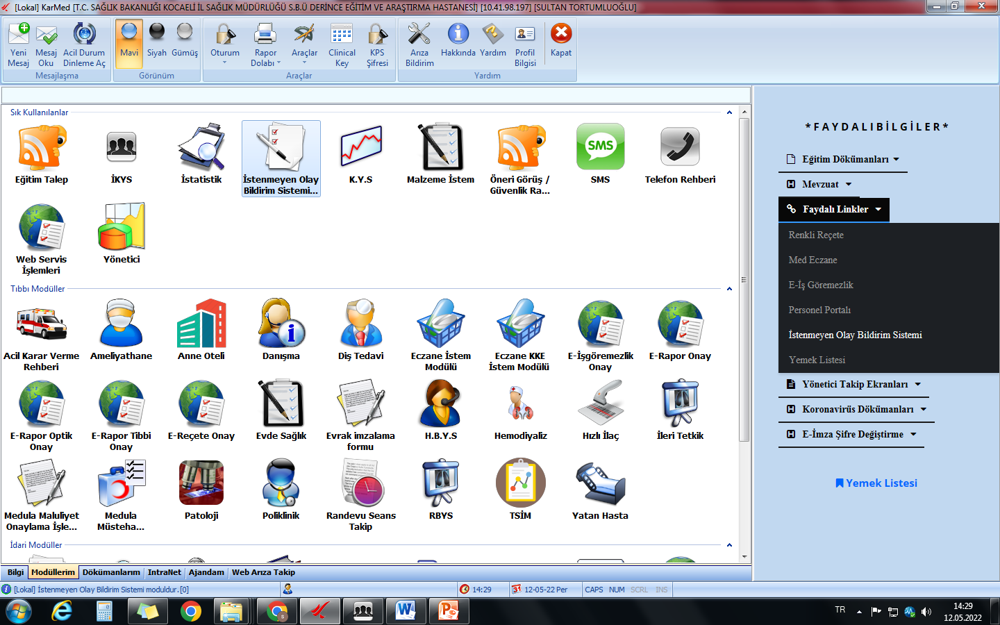 [Lokal] KarMed [T.C. SAĞLIK BAKANLIĞI KOCAELİ İL SAĞLIK MÜDÜRLÜĞÜ S.B.Ü DERİNCE EĞİTİM VE ARAŞTIRMA HASTANESİ] [10.41.98.197] [SULTAN TORTUMLUOĞLU]
Yeni Mesaj
Mesaj Oku
Acil Durum Dinleme Aç
Mesajlaşma
Mavi
Siyah
Gümüş
Görünüm
Oturum
Rapor Dolabı
Araçlar
Clinical Key
KPS Şifresi
Araçlar
Arıza Bildirim
Hakkında
Yardım
Profil Bilgisi
Kapat
Yardım
Sık Kullanılanlar
Eğitim Talep
İKYS
İstatistik
İstenmeyen Olay Bildirim Sistemi...
K.Y.S
Malzeme İstem
Öneri Görüş / Güvenlik Ra...
SMS
SMS
Telefon Rehberi
Web Servis İşlemleri
Yönetici
Tıbbı Modüller
Acil Karar Verme Rehberi
Ameliyathane
Anne Oteli
Danışma
Diş Tedavi
Eczane İstem Modülü
Eczane KKE İstem Modülü
E-İşgöremezlik Onay
E-Rapor Onay
E-Rapor Optik Onay
E-Rapor Tibbi Onay
E-Reçete Onay
Evde Sağlık
Evrak imzalama formu
H.B.Y.S
Hemodiyaliz
Hızlı İlaç
İleri Tetkik
Medula Maluliyet Onaylama İşle...
Medula Müsteha...
Patoloji
Poliklinik
Randevu Seans Takip
RBYS
TSİM
Yatan Hasta
İdari Modüller
Bilgi
Modüllerim
Dökümanlarım
IntraNet
Ajandam
Web Arıza Takip
* F A Y D A L I B İ L G İ L E R *
Eğitim Dökümanları
Mevzuat
Faydalı Linkler
Renkli Reçete
Med Eczane
E-İş Göremezlik
Personel Portalı
İstenmeyen Olay Bildirim Sistemi
Yemek Listesi
Yönetici Takip Ekranları
Koronavirüs Dökümanları
E-İmza Şifre Değiştirme
Yemek Listesi
[Lokal] İstenmeyen Olay Bildirim Sistemi moduldur.[0]
14:29
12-05-22 Per
CAPS NUM SCRL INS
TR
14:29
12.05.2022